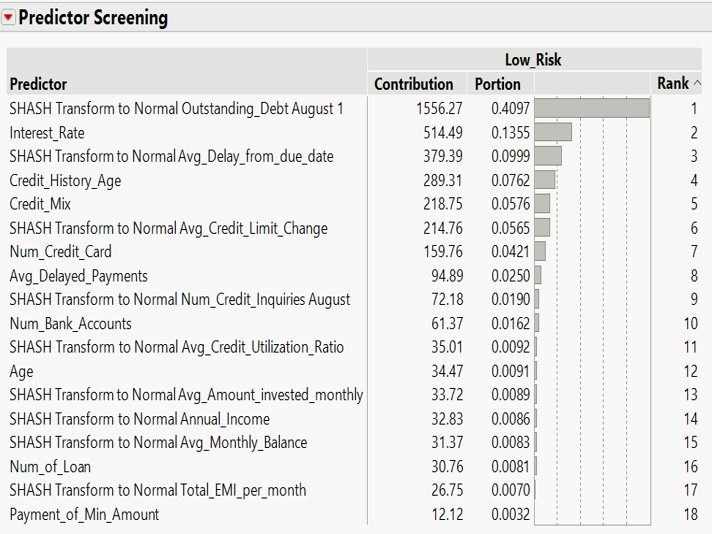 Predictor Screening
Low_Risk
Predictor Contribution Portion Rank ^
SHASH Transform to Normal Outstanding_Debt August 1 1556.27 0.4097 1
Interest_Rate 514.49 0.1355 2
SHASH Transform to Normal Avg_Delay_from_due_date 379.39 0.0999 3
Credit_History_Age 289.31 0.0762 4
Credit_Mix 218.75 0.0576 5
SHASH Transform to Normal Avg_Credit_Limit_Change 214.76 0.0565 6
Num_Credit_Card 159.76 0.0421 7
Avg_Delayed_Payments 94.89 0.0250 8
SHASH Transform to Normal Num_Credit_Inquiries August 72.18 0.0190 9
Num_Bank_Accounts 61.37 0.0162 10
SHASH Transform to Normal Avg_Credit_Utilization_Ratio 35.01 0.0092 11
Age 34.47 0.0091 12
SHASH Transform to Normal Avg_Amount_invested_monthly 33.72 0.0089 13
SHASH Transform to Normal Annual_Income 32.83 0.0086 14
SHASH Transform to Normal Avg_Monthly_Balance 31.37 0.0083 15
Num_of_Loan 30.76 0.0081 16
SHASH Transform to Normal Total_EMI_per_month 26.75 0.0070 17
Payment_of_Min_Amount 12.12 0.0032 18